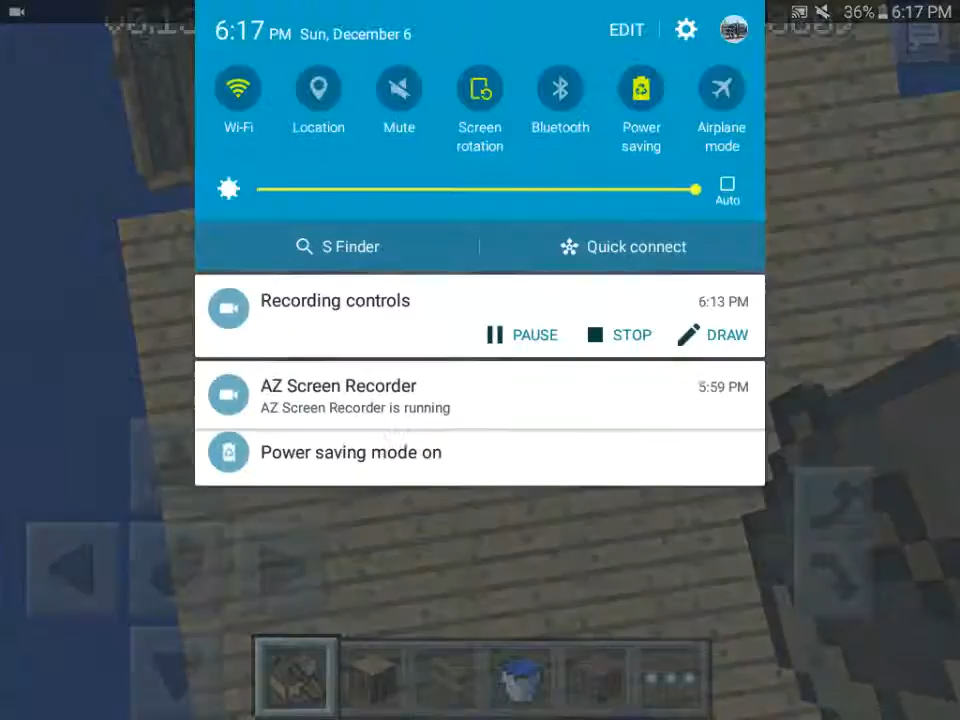 36% 6:17 PM
6:17 PM Sun, December 6 EDIT
Wi-Fi Location Mute Screen rotation Bluetooth Power saving Airplane mode
Auto
S Finder Quick connect
Recording controls 6:13 PM
PAUSE STOP DRAW
AZ Screen Recorder 5:59 PM
AZ Screen Recorder is running
Power saving mode on